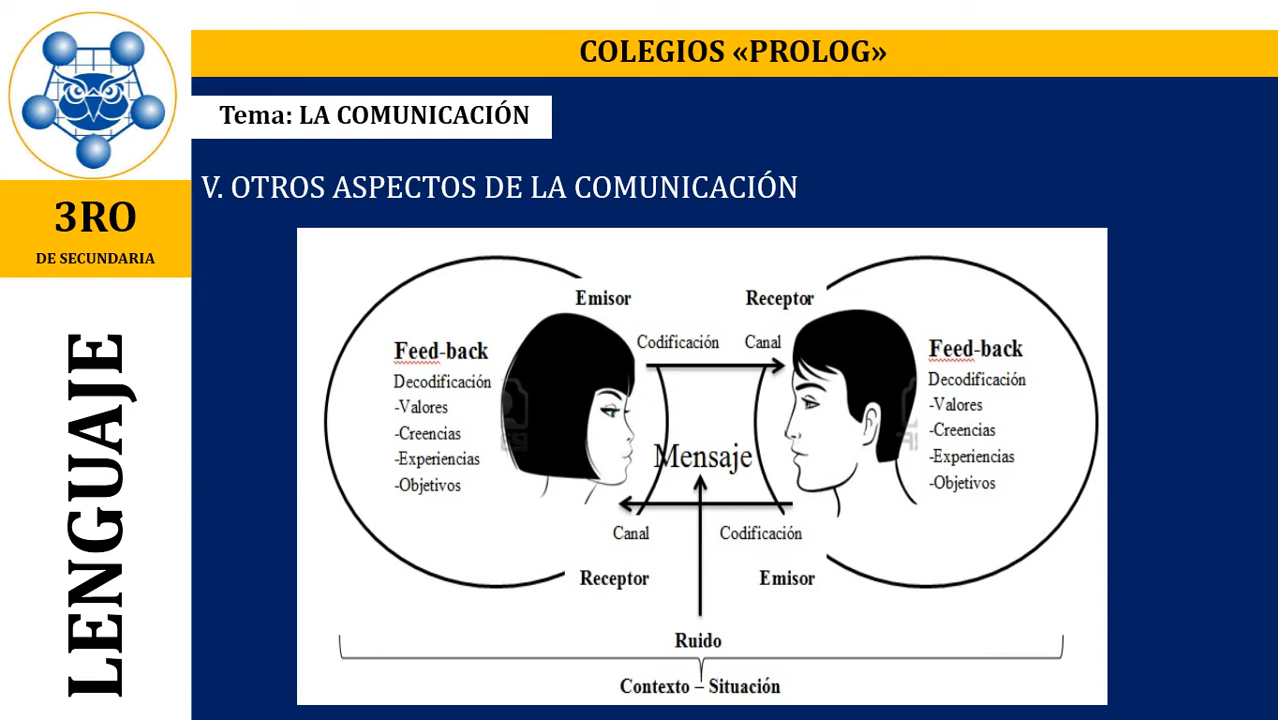 COLEGIOS «PROLOG»
Tema: LA COMUNICACIÓN
3RO
DE SECUNDARIA
LENGUAJE
V. OTROS ASPECTOS DE LA COMUNICACIÓN
Emisor
Receptor
Codificación
Canal
Feed-back
Decodificación
-Valores
-Creencias
-Experiencias
-Objetivos
Feed-back
Decodificación
-Valores
-Creencias
-Experiencias
-Objetivos
Mensaje
Canal
Codificación
Receptor
Emisor
Ruido
Contexto – Situación